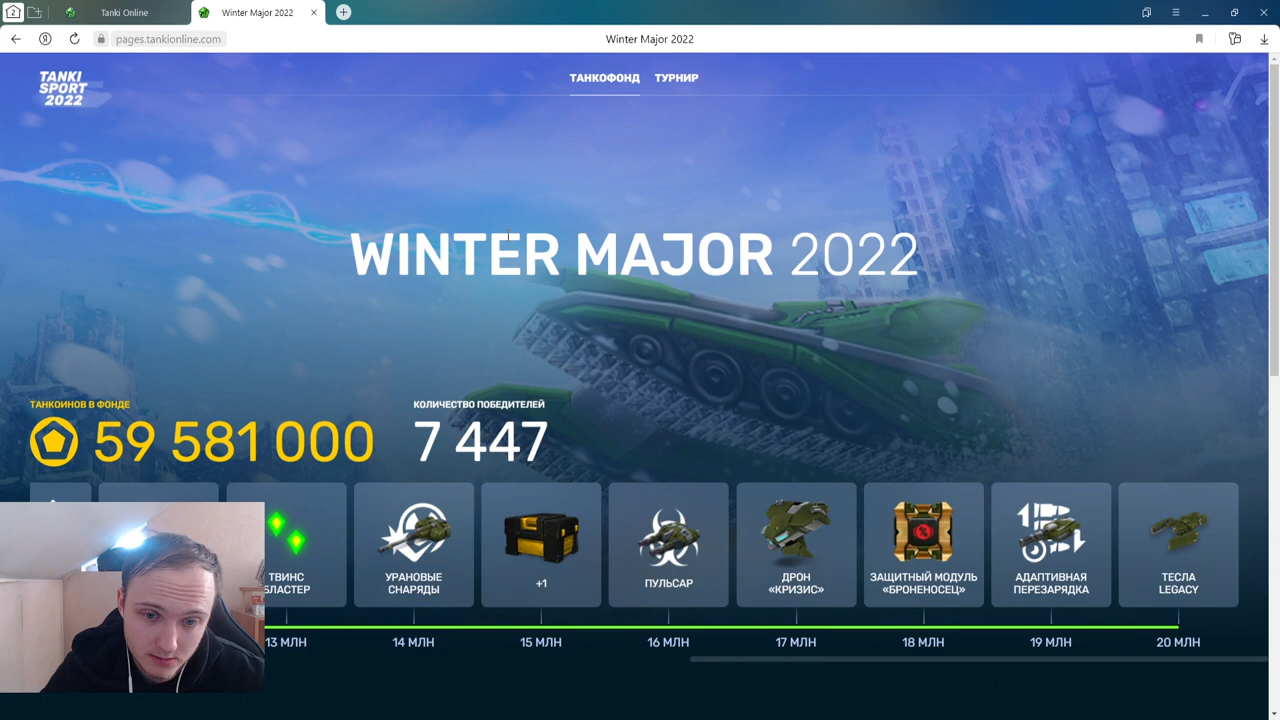 2
Tanki Online
Winter Major 2022
pages.tankionline.com
Winter Major 2022
TANKI
SPORT
2022
ТАНКОФОНД
ТУРНИР
WINTER MAJOR 2022
ТАНКОИНОВ В ФОНДЕ
59 581 000
КОЛИЧЕСТВО ПОБЕДИТЕЛЕЙ
7 447
ТВИНС
БЛАСТЕР
УРАНОВЫЕ
СНАРЯДЫ
+1
ПУЛЬСАР
ДРОН
«КРИЗИС»
ЗАЩИТНЫЙ МОДУЛЬ
«БРОНЕНОСЕЦ»
АДАПТИВНАЯ
ПЕРЕЗАРЯДКА
ТЕСЛА
LEGACY
13 МЛН
14 МЛН
15 МЛН
16 МЛН
17 МЛН
18 МЛН
19 МЛН
20 МЛН